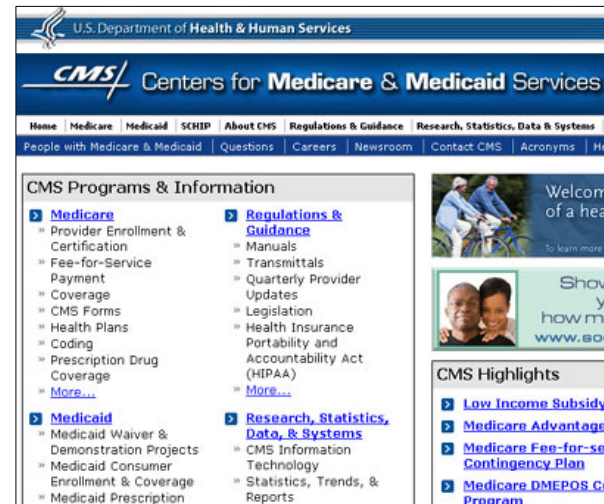 U.S. Department of Health & Human Services
CMS Centers for Medicare & Medicaid Services
Home Medicare Medicaid SCHIP About CMS Regulations & Guidance Research, Statistics, Data & Systems
People with Medicare & Medicaid Questions Careers Newsroom Contact CMS Acronyms
CMS Programs & Information
Medicare
» Provider Enrollment &
Certification
» Fee-for-Service
Payment
» Coverage
» CMS Forms
» Health Plans
» Coding
» Prescription Drug
Coverage
» More...
Medicaid
» Medicaid Waiver &
Demonstration Projects
» Medicaid Consumer
Enrollment & Coverage
» Medicaid Prescription
Regulations &
Guidance
» Manuals
» Transmittals
» Quarterly Provider
Updates
» Legislation
» Health Insurance
Portability and
Accountability Act
(HIPAA)
» More...
Research, Statistics,
Data, & Systems
» CMS Information
Technology
» Statistics, Trends, &
Reports
of a
To learn more
how
CMS Highlights
Low Income Subsidy
Medicare Advantage
Medicare Fee-for-se
Contingency Plan
Medicare DMEPOS
Program